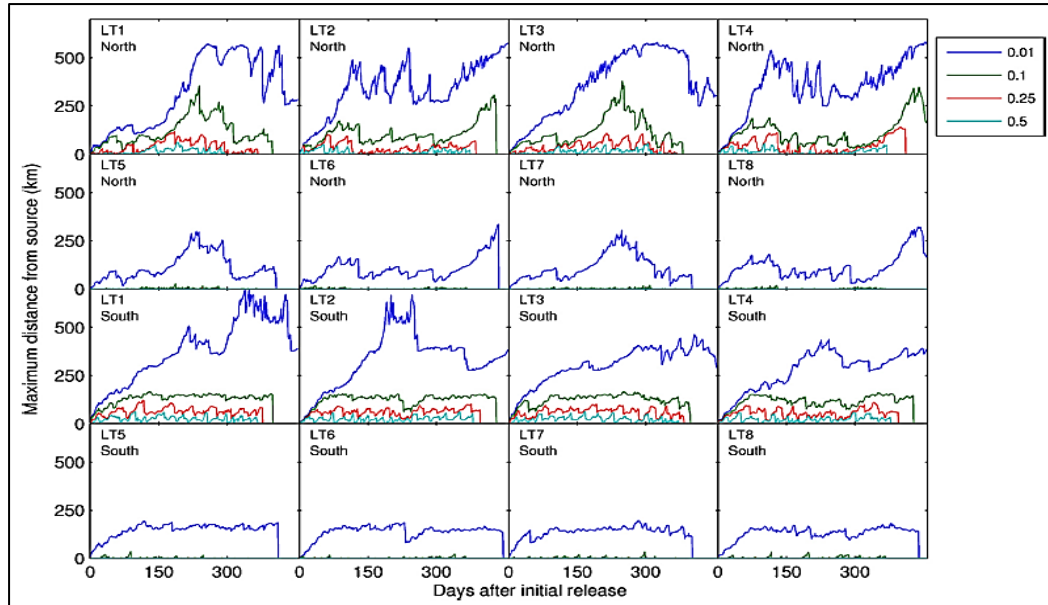 LT1
North
LT2
North
LT3
North
LT4
North
500
250
0
0.01
0.1
0.25
0.5
LT5
North
LT6
North
LT7
North
LT8
North
500
250
0
LT1
South
LT2
South
LT3
South
LT4
South
500
250
0
LT5
South
LT6
South
LT7
South
LT8
South
500
250
0
0 150 300 0 150 300 0 150 300 0 150 300
Maximum distance from source (km)
Days after initial release